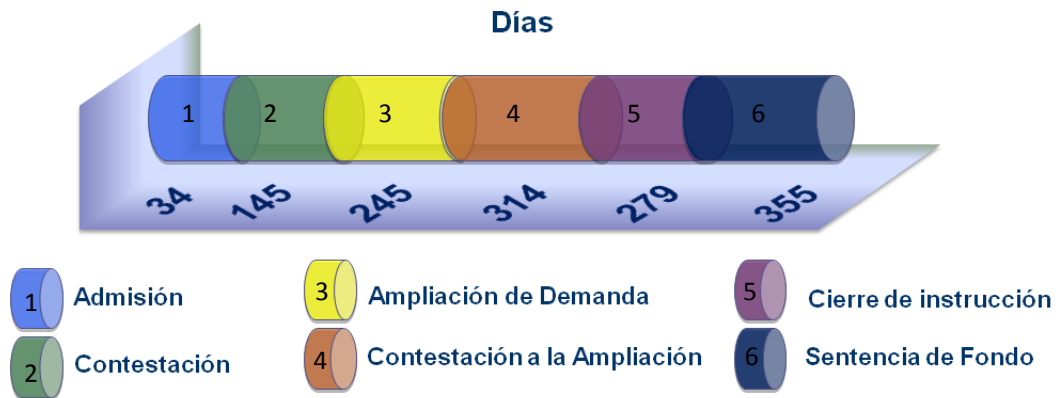 Días
1 2 3 4 5 6
34 145 245 314 279 355
1 Admisión
3 Ampliación de Demanda
5 Cierre de instrucción
2 Contestación
4 Contestación a la Ampliación
6 Sentencia de Fondo